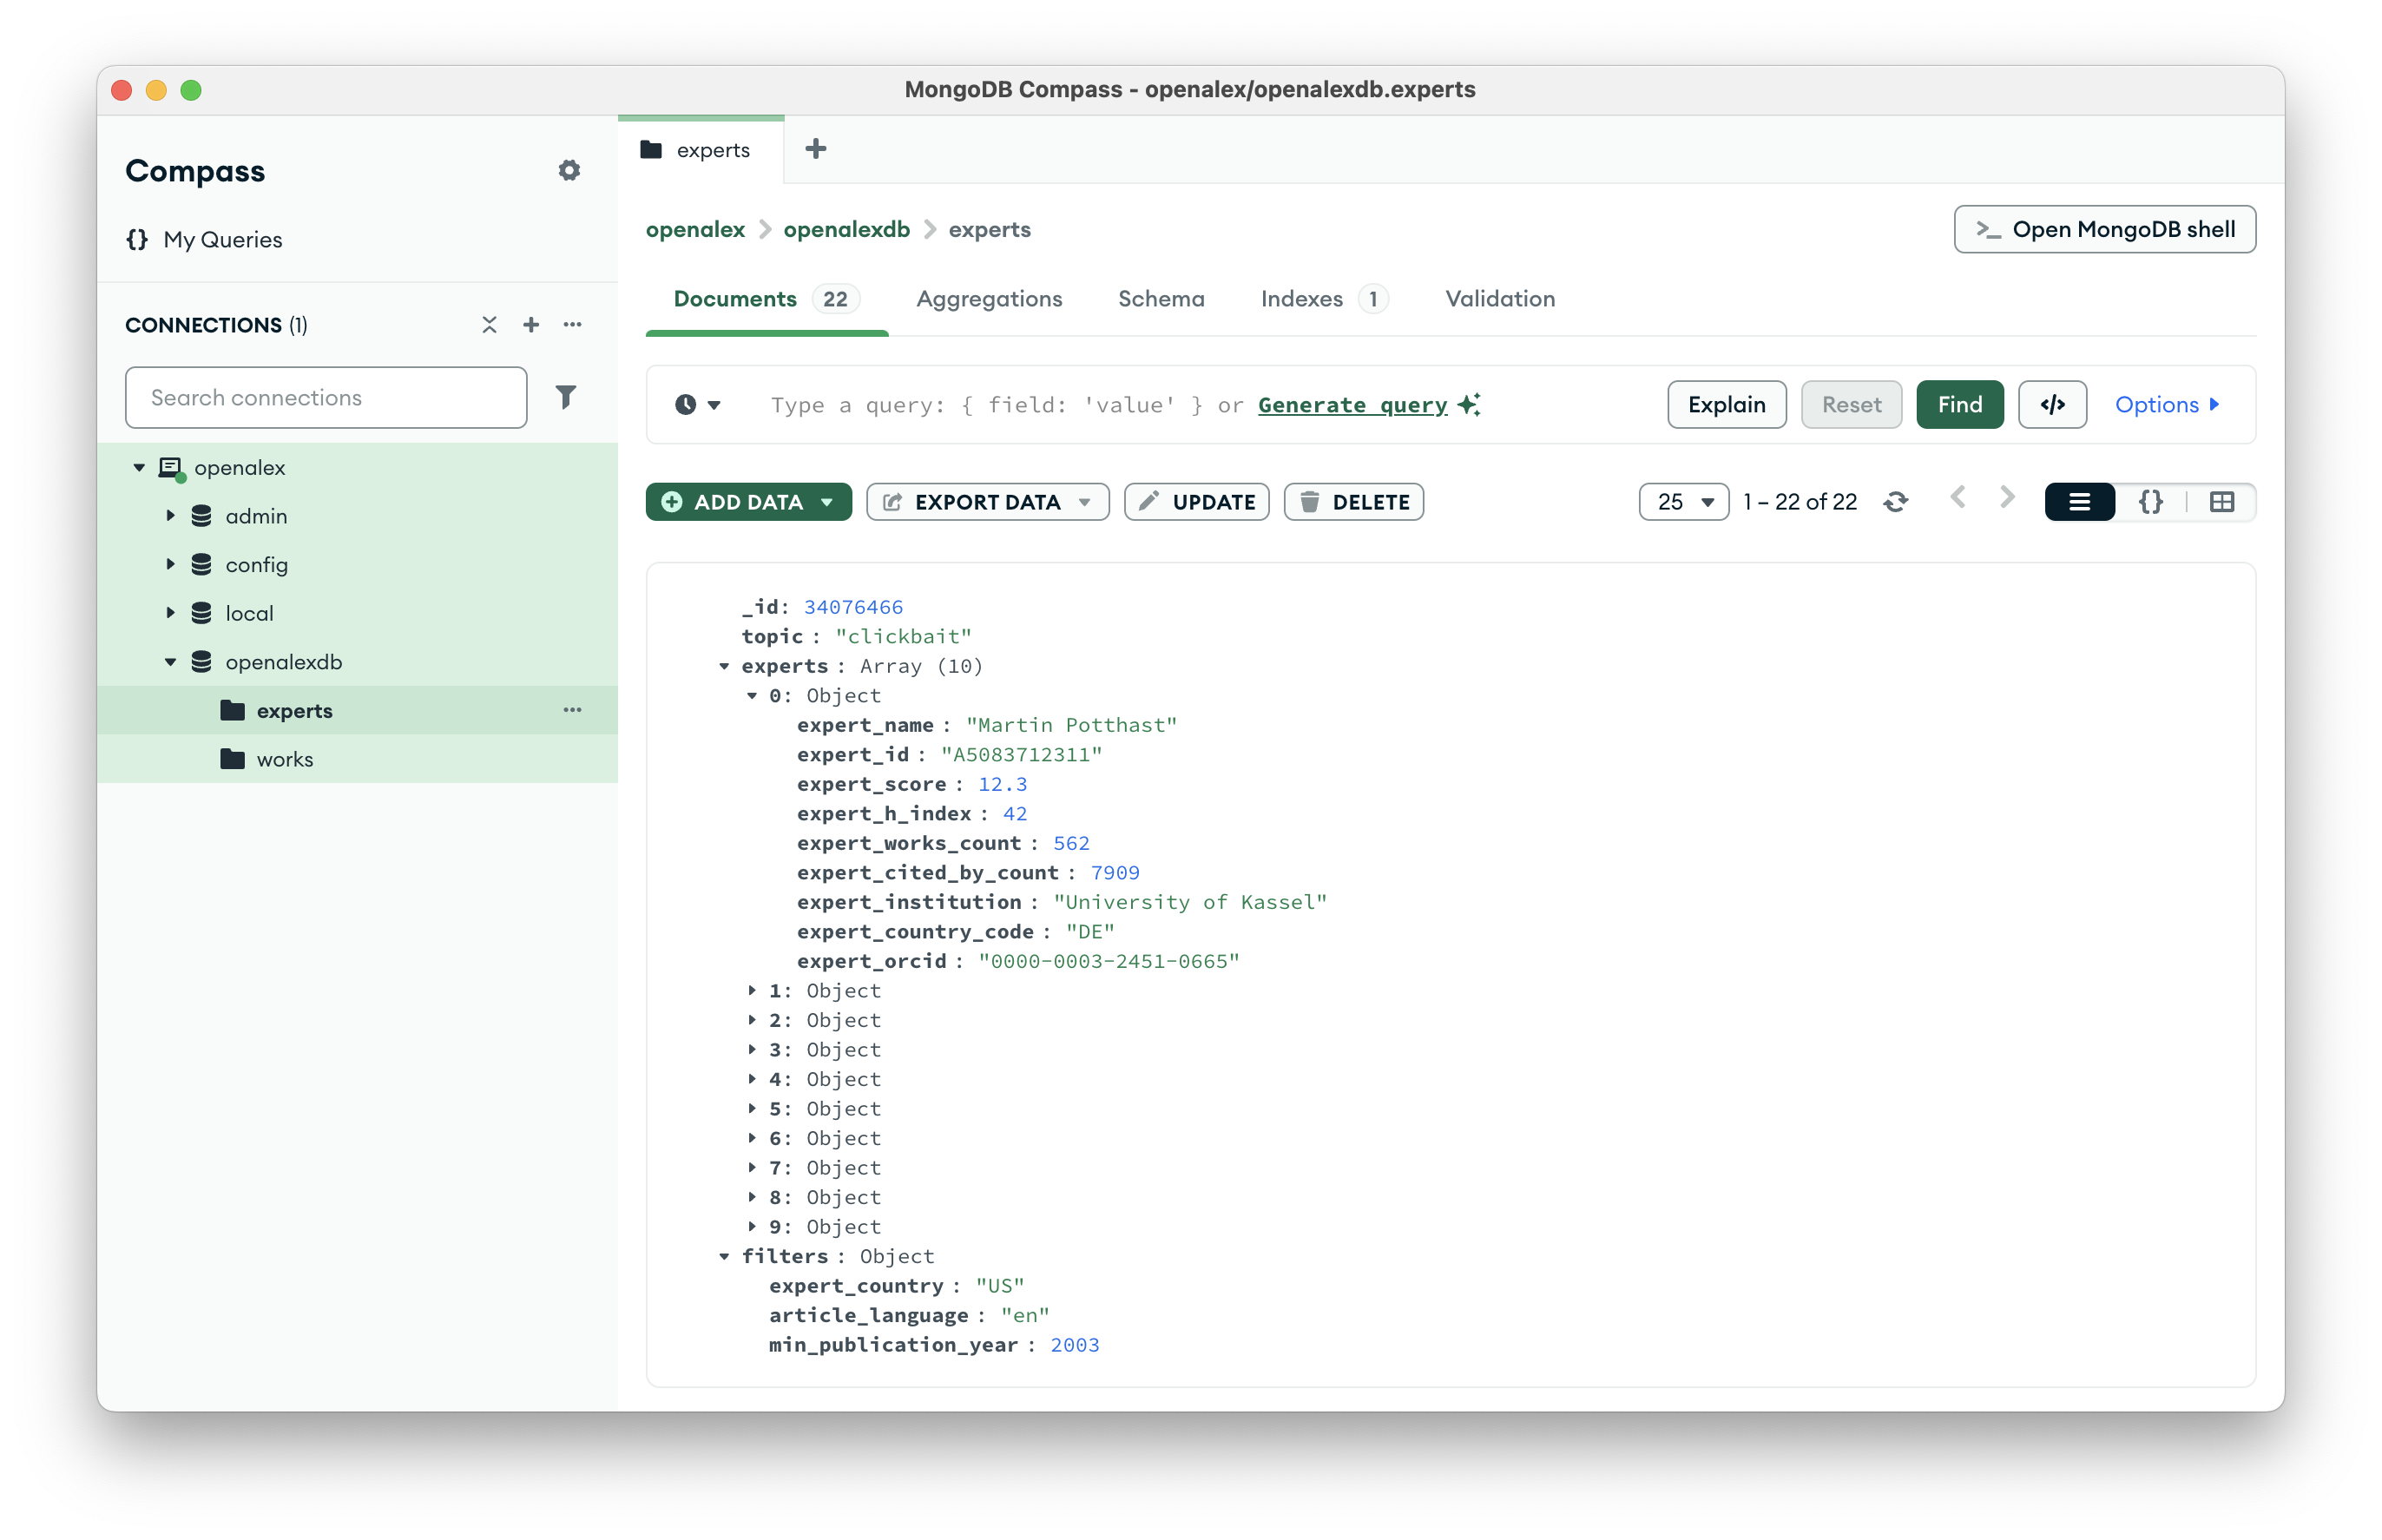 MongoDB Compass - openalex/openalexdb.experts
Compass
{} My Queries
CONNECTIONS (1)
Search connections
openalex
admin
config
local
openalexdb
experts
works
experts
openalex > openalexdb > experts
>_ Open MongoDB shell
Documents 22 Aggregations Schema Indexes 1 Validation
Type a query: { field: 'value' } or Generate query
Explain Reset Find </> Options
ADD DATA EXPORT DATA UPDATE DELETE 25 1 – 22 of 22 {}
_id: 34076466
topic : "clickbait"
experts : Array (10)
0: Object
expert_name : "Martin Potthast"
expert_id : "A5083712311"
expert_score : 12.3
expert_h_index : 42
expert_works_count : 562
expert_cited_by_count : 7909
expert_institution : "University of Kassel"
expert_country_code : "DE"
expert_orcid : "0000-0003-2451-0665"
1: Object
2: Object
3: Object
4: Object
5: Object
6: Object
7: Object
8: Object
9: Object
filters : Object
expert_country : "US"
article_language : "en"
min_publication_year : 2003